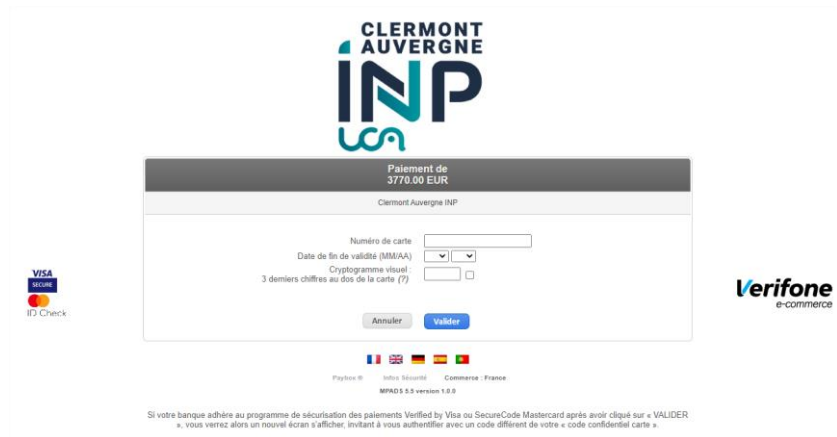 CLERMONT
AUVERGNE
INP
UCA
Paiement de
3770.00 EUR
Clermont Auvergne INP
Numéro de carte
Date de fin de validité (MM/AA)
Cryptogramme visuel :
3 derniers chiffres au dos de la carte (?)
VISA
SECURE
ID Check
Verifone
e-commerce
Annuler
Valider
Paybox ® Infos Sécurité Commerce : France
MPADS 5.5 version 1.0.0
Si votre banque adhère au programme de sécurisation des paiements Verified by Visa ou SecureCode Mastercard après avoir cliqué sur « VALIDER
», vous verrez alors un nouvel écran s'afficher, invitant à vous authentifier avec un code différent de votre « code confidentiel carte ».